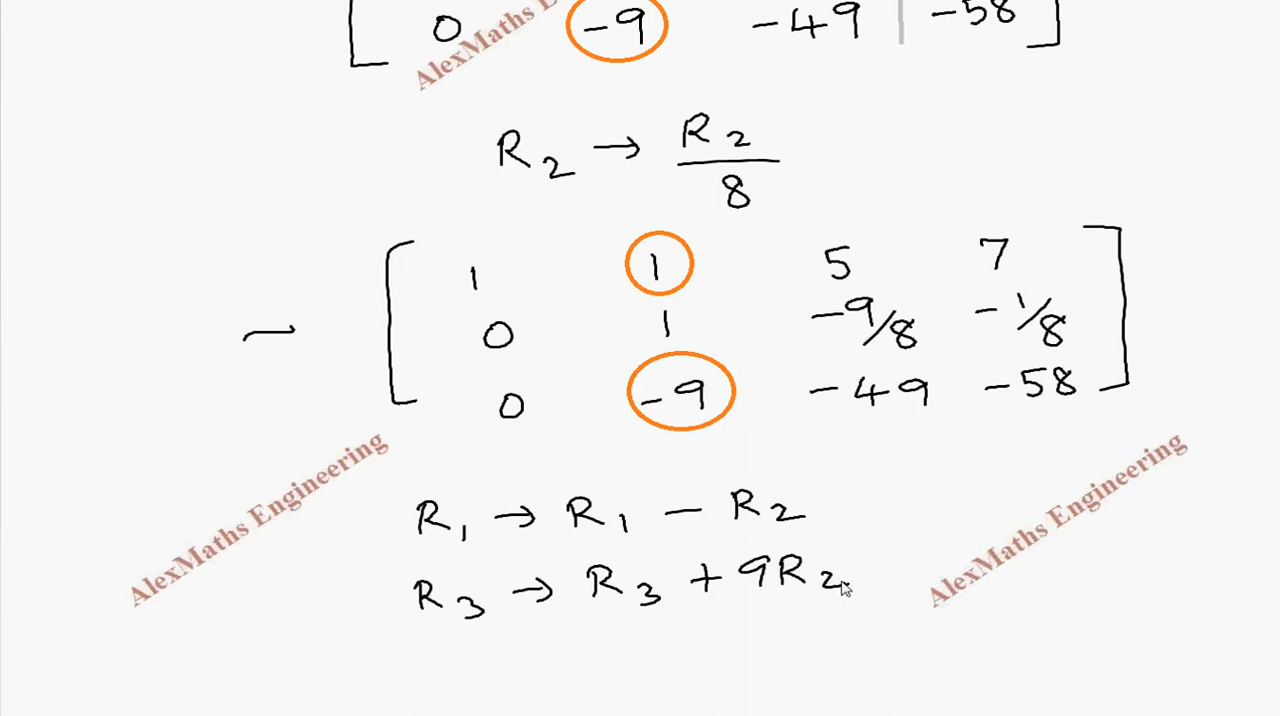 0 -9 -49 -58
AlexMaths E
R2 → R2/8
1 1 5 7
~ 0 1 -9/8 -1/8
0 -9 -49 -58
AlexMaths Engineering
AlexMaths Engineering
R1 → R1 - R2
R3 → R3 + 9R2